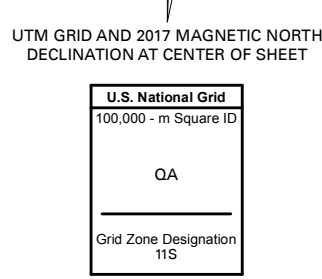 UTM GRID AND 2017 MAGNETIC NORTH
DECLINATION AT CENTER OF SHEET
U.S. National Grid
100,000 - m Square ID
QA
Grid Zone Designation
11S